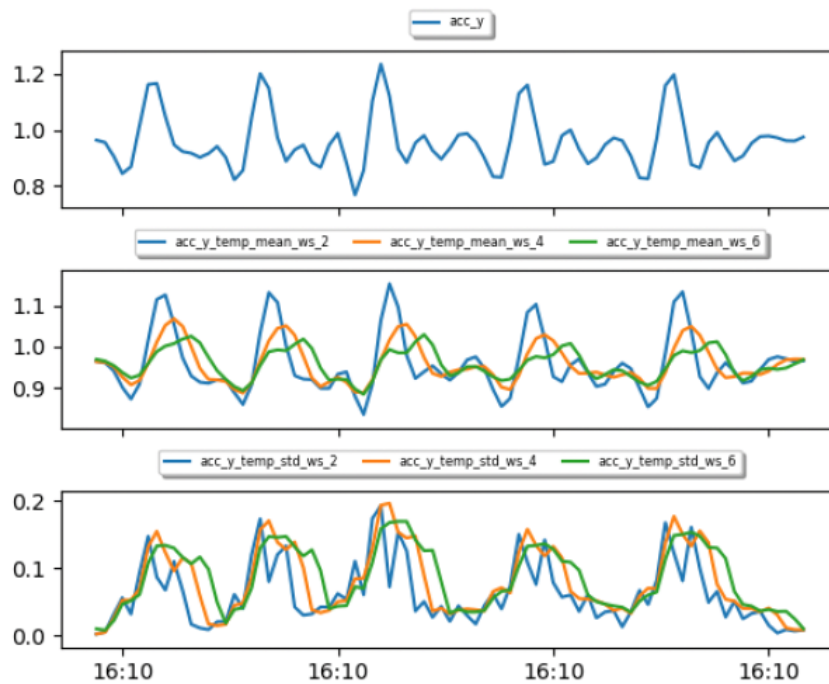 acc_y
1.2
1.0
0.8
acc_y_temp_mean_ws_2 acc_y_temp_mean_ws_4 acc_y_temp_mean_ws_6
1.1
1.0
0.9
acc_y_temp_std_ws_2 acc_y_temp_std_ws_4 acc_y_temp_std_ws_6
0.2
0.1
0.0
16:10 16:10 16:10 16:10